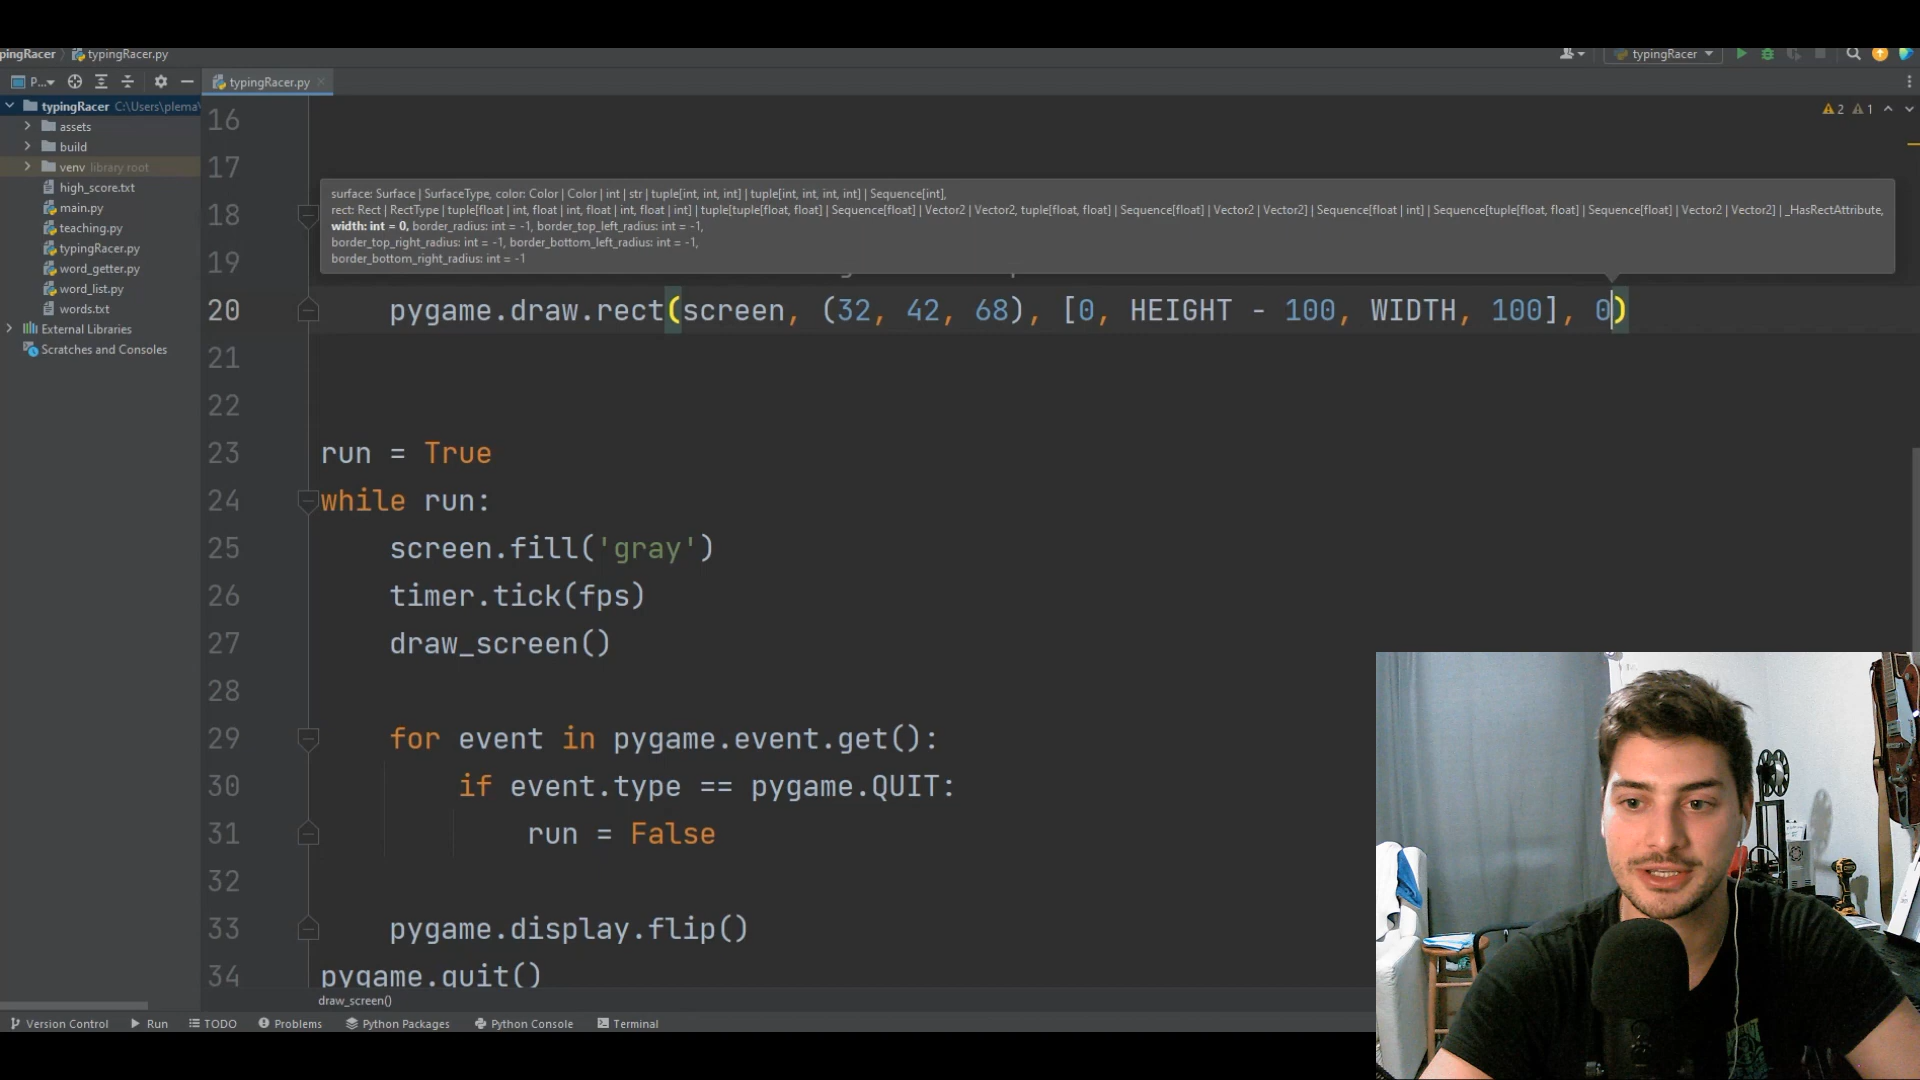 pingRacer typingRacer.py typingRacer
P... typingRacer.py
typingRacer C:\Users\plema\
assets
build
venv library root
high_score.txt
main.py
teaching.py
typingRacer.py
word_getter.py
word_list.py
words.txt
External Libraries
Scratches and Consoles
2 1
16
17
surface: Surface | SurfaceType, color: Color | Color | int | str | tuple[int, int, int] | tuple[int, int, int, int] | Sequence[int],
rect: Rect | RectType | tuple[float | int, float | int, float | int, float | int] | tuple[tuple[float, float] | Sequence[float] | Vector2 | Vector2, tuple[float, float] | Sequence[float] | Vector2 | Vector2] | Sequence[float | int] | Sequence[tuple[float, float] | Sequence[float] | Vector2 | Vector2] | _HasRectAttribute,
width: int = 0, border_radius: int = -1, border_top_left_radius: int = -1,
border_top_right_radius: int = -1, border_bottom_left_radius: int = -1,
border_bottom_right_radius: int = -1
18
19
20 pygame.draw.rect(screen, (32, 42, 68), [0, HEIGHT - 100, WIDTH, 100], 0)
21
22
23 run = True
24 while run:
25 screen.fill('gray')
26 timer.tick(fps)
27 draw_screen()
28
29 for event in pygame.event.get():
30 if event.type == pygame.QUIT:
31 run = False
32
33 pygame.display.flip()
34 pygame.quit()
draw_screen()
Version Control Run TODO Problems Python Packages Python Console Terminal